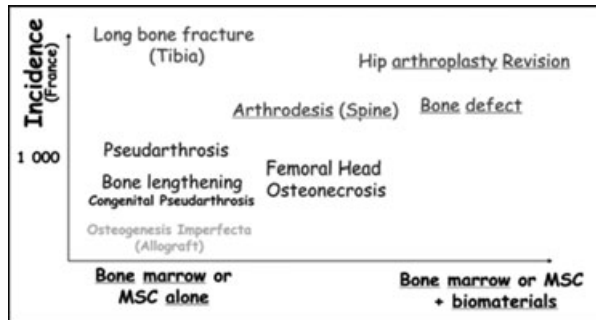 Incidence
(France)
Long bone fracture
(Tibia)
Hip arthroplasty Revision
Arthrodesis (Spine)
Bone defect
1 000
Pseudarthrosis
Bone lengthening
Congenital Pseudarthrosis
Femoral Head
Osteonecrosis
Osteogenesis Imperfecta
(Allograft)
Bone marrow or
MSC alone
Bone marrow or MSC
+ biomaterials